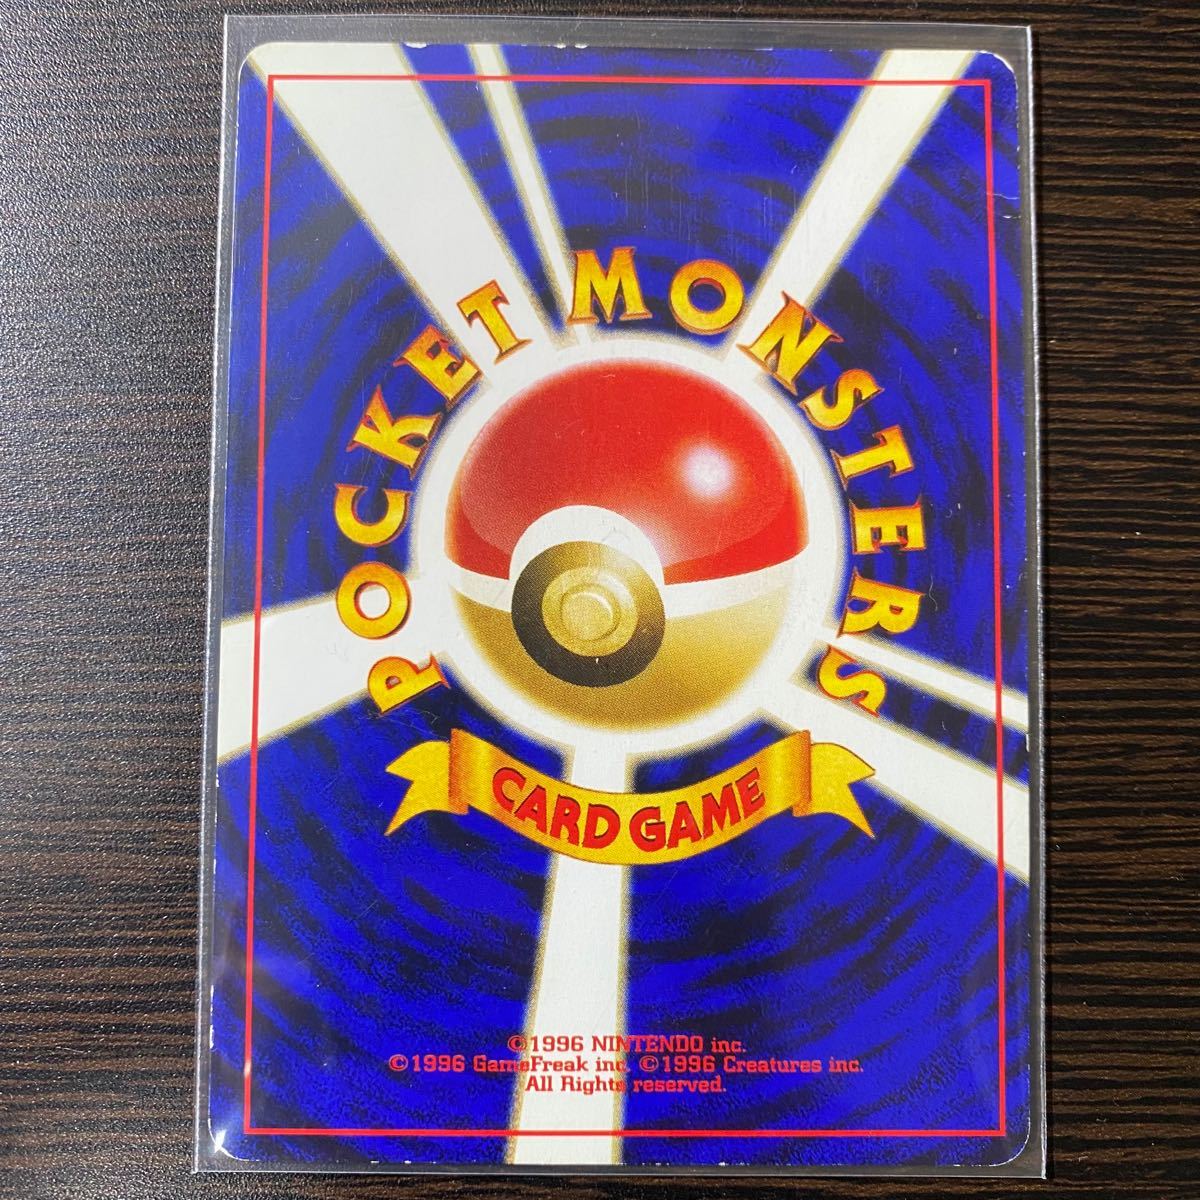 POCKET MONSTERS
CARD GAME
©1996 NINTENDO inc.
©1996 GameFreak inc. ©1996 Creatures inc.
All Rights reserved.